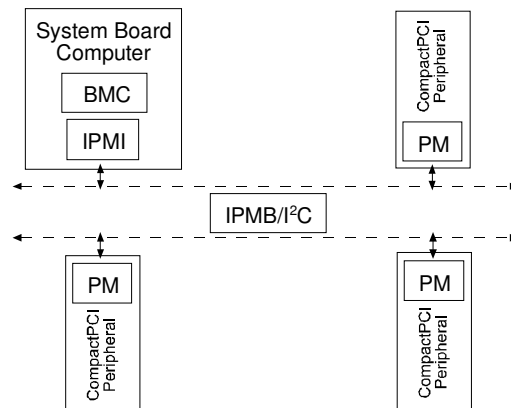 System Board
Computer
BMC
IPMI
CompactPCI
Peripheral
PM
IPMB/I²C
PM
CompactPCI
Peripheral
PM
CompactPCI
Peripheral